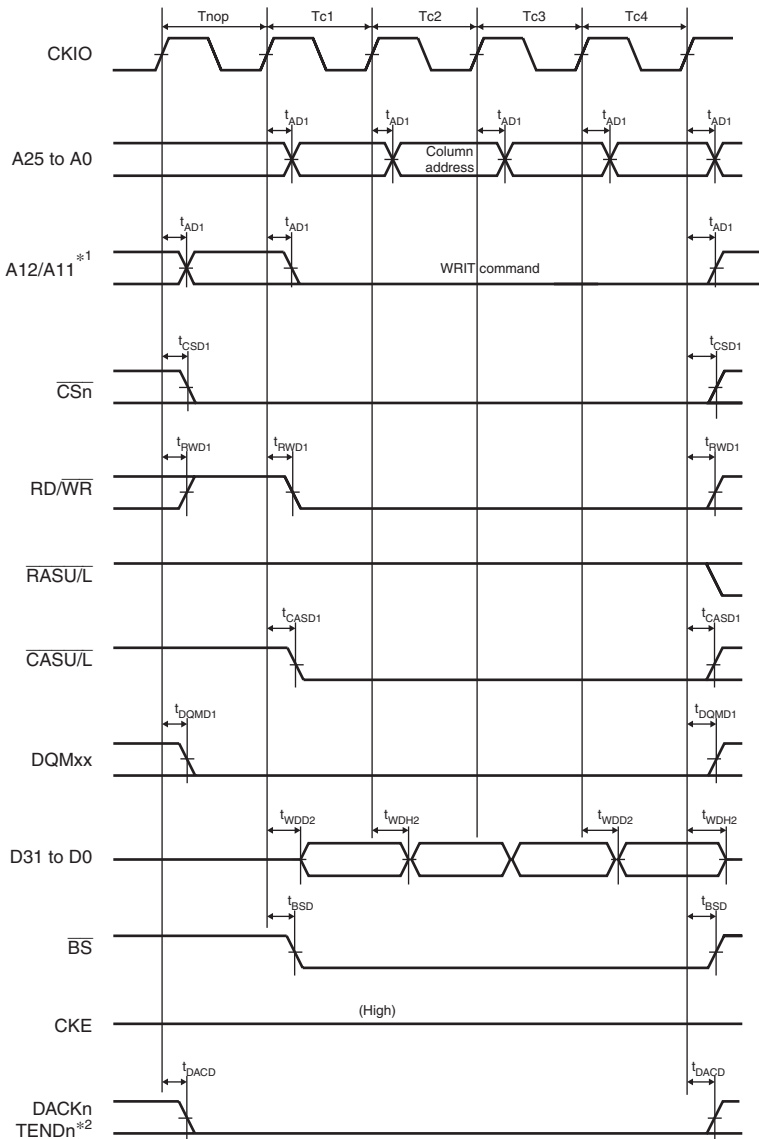 Tnop Tc1 Tc2 Tc3 Tc4
CKIO
tAD1 tAD1 tAD1 tAD1 tAD1
A25 to A0
Column
address
tAD1 tAD1 tAD1
A12/A11*1
WRIT command
tCSD1 tCSD1
CSn
tRWD1 tRWD1 tRWD1
RD/WR
RASU/L
tCASD1 tCASD1
CASU/L
tDQMD1 tDQMD1
DQMxx
tWDD2 tWDH2 tWDD2 tWDH2
D31 to D0
tBSD tBSD
BS
(High)
CKE
tDACD tDACD
DACKn
TENDn*2